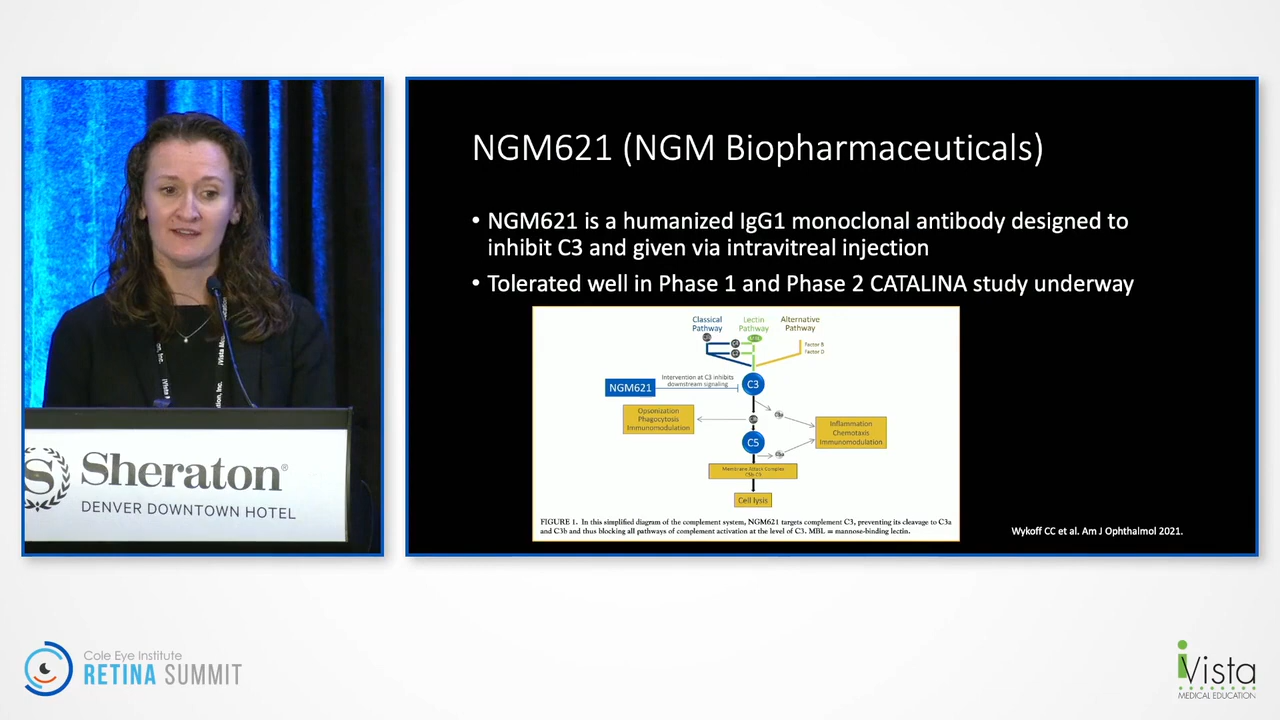 NGM621 (NGM Biopharmaceuticals)
• NGM621 is a humanized IgG1 monoclonal antibody designed to
inhibit C3 and given via intravitreal injection
• Tolerated well in Phase 1 and Phase 2 CATALINA study underway
Classical
Pathway
Lectin
Pathway
Alternative
Pathway
Factor B
Factor D
NGM621
Intervention at C3 inhibits
downstream signaling
C3
Opsonization
Phagocytosis
Immunomodulation
Inflammation
Chemotaxis
Immunomodulation
C5
Membrane Attack Complex
Cell lysis
FIGURE 1. In this simplified diagram of the complement system, NGM621 targets complement C3, preventing its cleavage to C3a
and C3b and thus blocking all pathways of complement activation at the level of C3. MBL = mannose-binding lectin.
Wykoff CC et al. Am J Ophthalmol 2021.
S Sheraton®
DENVER DOWNTOWN HOTEL
Cole Eye Institute
RETINA SUMMIT
iVista
MEDICAL EDUCATION